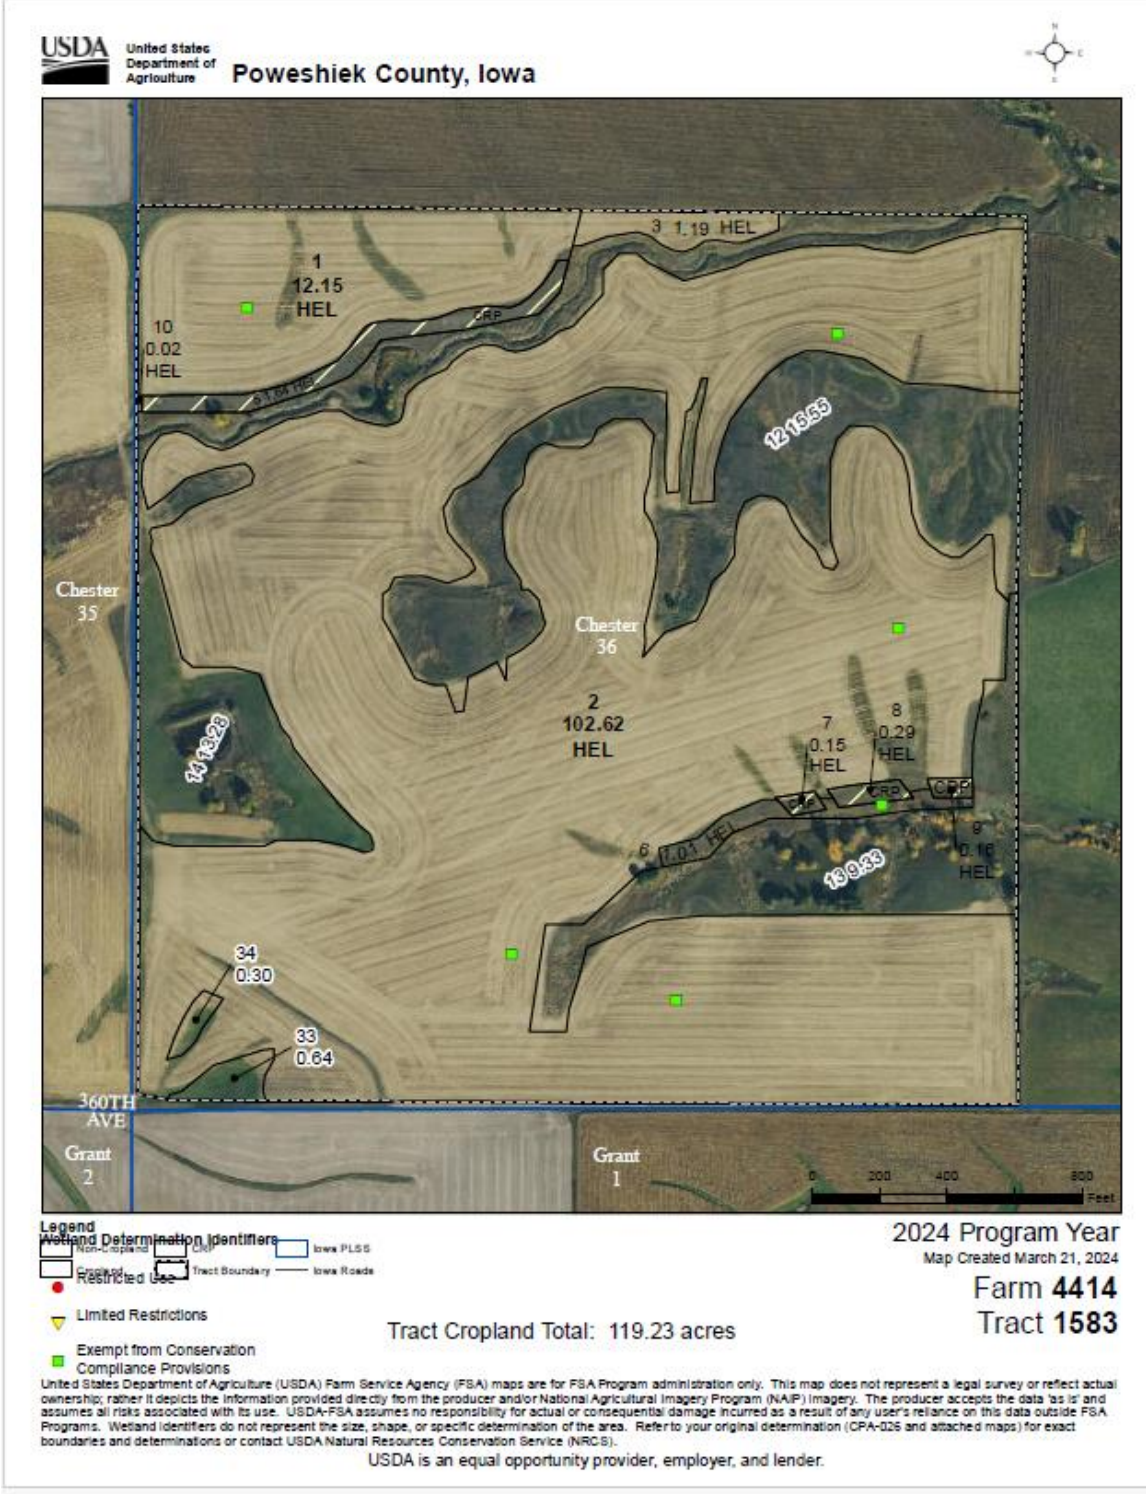 USDA
United States
Department of
Agriculture
Poweshiek County, Iowa
N
E
S
3 1.19 HEL
1
12.15
HEL
CRP
10
0.02
HEL
5 1.64 HEL
12 15.55
Chester
35
Chester
36
2
102.62
HEL
14 13.28
7
0.15
HEL
8
0.29
HEL
CRP
CRP
CRP
6 1.01 HEL
9
0.16
HEL
13 9.33
34
0.30
33
0.64
360TH
AVE
Grant
2
Grant
1
0 200 400 800
Feet
Legend
Wetland Determination Identifiers
Non-Cropland CRP Iowa PLSS
Cropland Tract Boundary Iowa Roads
Restricted Use
Limited Restrictions
Exempt from Conservation
Compliance Provisions
Tract Cropland Total: 119.23 acres
2024 Program Year
Map Created March 21, 2024
Farm 4414
Tract 1583
United States Department of Agriculture (USDA) Farm Service Agency (FSA) maps are for FSA Program administration only. This map does not represent a legal survey or reflect actual
ownership; rather it depicts the information provided directly from the producer and/or National Agricultural Imagery Program (NAIP) imagery. The producer accepts the data 'as is' and
assumes all risks associated with its use. USDA-FSA assumes no responsibility for actual or consequential damage incurred as a result of any user's reliance on this data outside FSA
Programs. Wetland identifiers do not represent the size, shape, or specific determination of the area. Refer to your original determination (CPA-026 and attached maps) for exact
boundaries and determinations or contact USDA Natural Resources Conservation Service (NRCS).
USDA is an equal opportunity provider, employer, and lender.